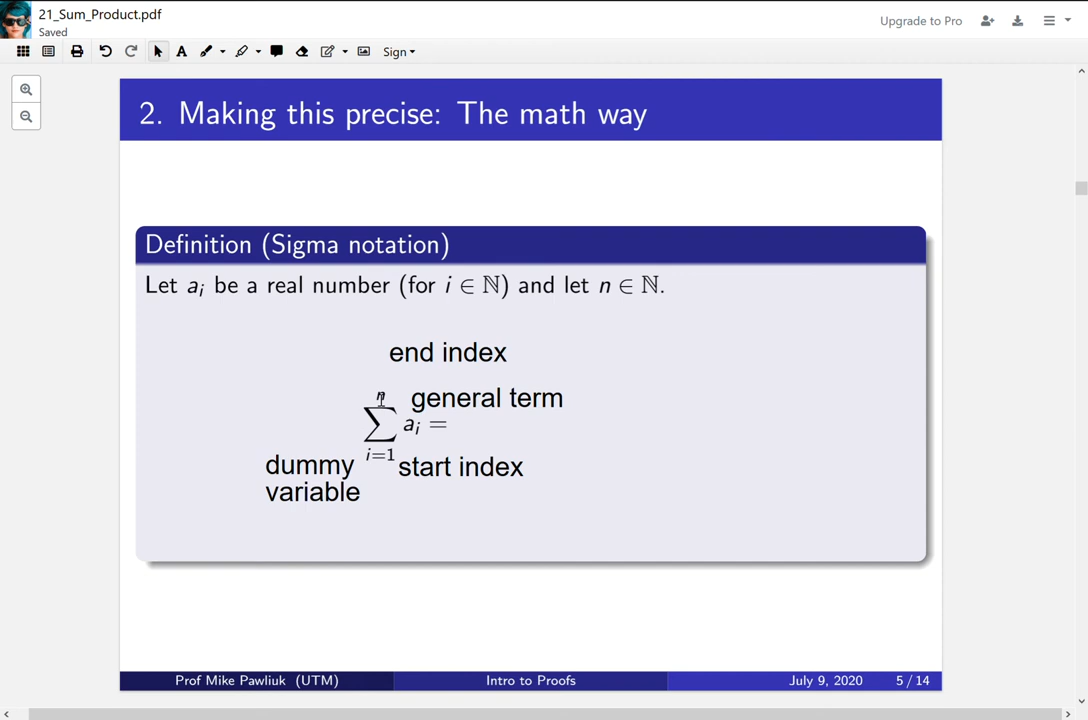 21_Sum_Product.pdf
Saved
Upgrade to Pro
A
Sign
2. Making this precise: The math way
Definition (Sigma notation)
Let aᵢ be a real number (for i ∈ ℕ) and let n ∈ ℕ.
end index
n
general term
∑ aᵢ =
i=1
start index
dummy
variable
Prof Mike Pawliuk (UTM)
Intro to Proofs
July 9, 2020
5 / 14